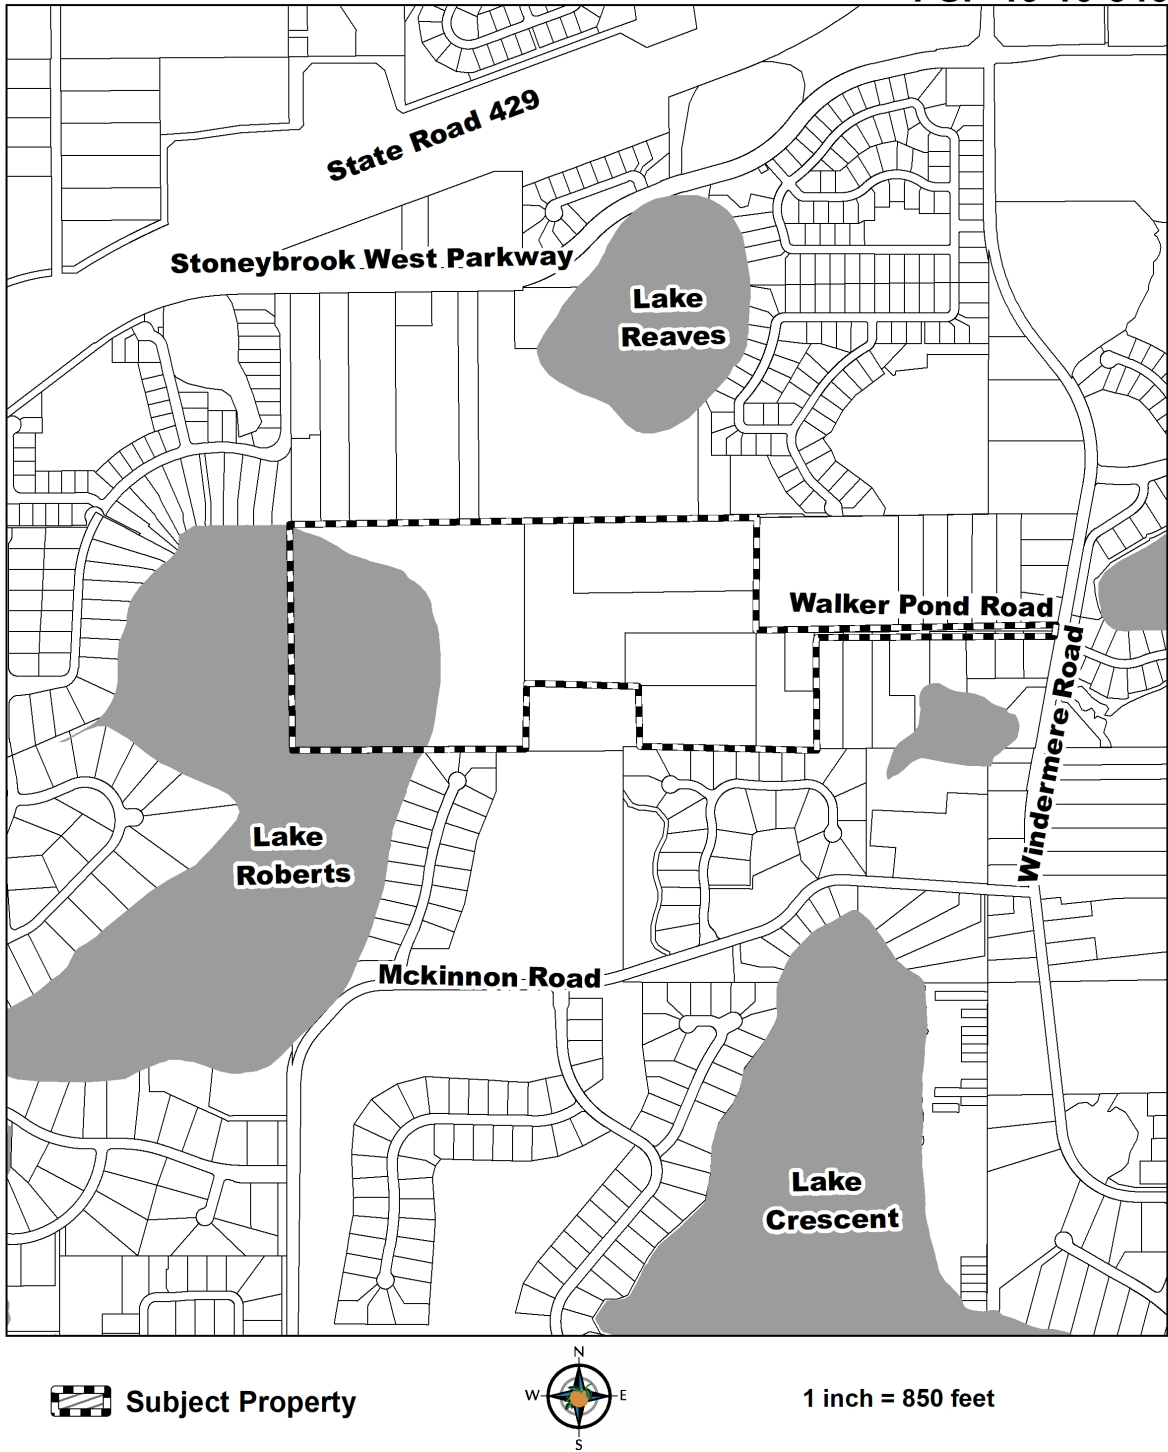 State Road 429
Stoneybrook West Parkway
Lake
Reaves
Walker Pond Road
Windermere Road
Lake
Roberts
Mckinnon Road
Lake
Crescent
N
W
E
S
Subject Property
1 inch = 850 feet